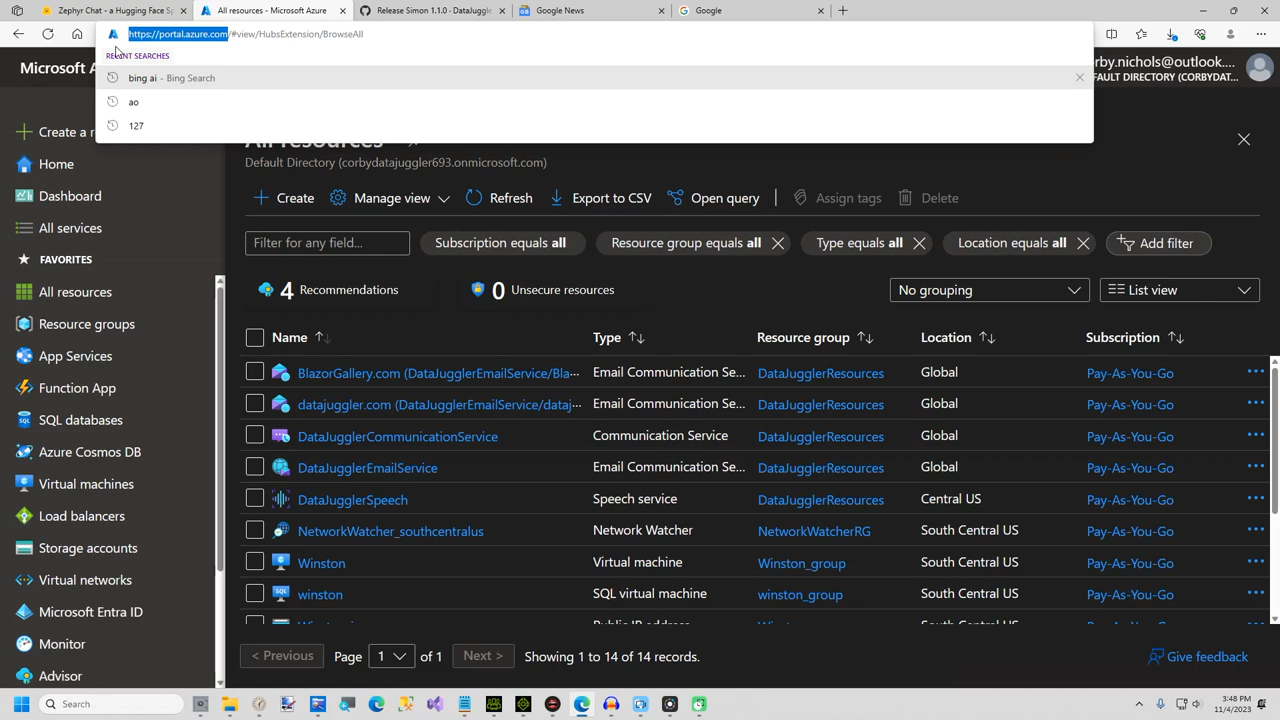 Zephyr Chat - a Hugging Face Sp
All resources - Microsoft Azure
Release Simon 1.1.0 - DataJuggle
Google News
Google
https://portal.azure.com/#view/HubsExtension/BrowseAll
RECENT SEARCHES
bing ai - Bing Search
ao
127
Microsoft A
rby.nichols@outlook....
FAULT DIRECTORY (CORBYDAT...
Create a r
Home
Dashboard
All services
FAVORITES
All resources
Resource groups
App Services
Function App
SQL databases
Azure Cosmos DB
Virtual machines
Load balancers
Storage accounts
Virtual networks
Microsoft Entra ID
Monitor
Advisor
All resources
Default Directory (corbydatajuggler693.onmicrosoft.com)
Create Manage view Refresh Export to CSV Open query Assign tags Delete
Filter for any field... Subscription equals all Resource group equals all Type equals all Location equals all Add filter
4 Recommendations 0 Unsecure resources No grouping List view
Name Type Resource group Location Subscription
BlazorGallery.com (DataJugglerEmailService/Bla... Email Communication Se... DataJugglerResources Global Pay-As-You-Go
datajuggler.com (DataJugglerEmailService/dataj... Email Communication Se... DataJugglerResources Global Pay-As-You-Go
DataJugglerCommunicationService Communication Service DataJugglerResources Global Pay-As-You-Go
DataJugglerEmailService Email Communication Se... DataJugglerResources Global Pay-As-You-Go
DataJugglerSpeech Speech service DataJugglerResources Central US Pay-As-You-Go
NetworkWatcher_southcentralus Network Watcher NetworkWatcherRG South Central US Pay-As-You-Go
Winston Virtual machine Winston_group South Central US Pay-As-You-Go
winston SQL virtual machine winston_group South Central US Pay-As-You-Go
< Previous Page 1 of 1 Next > Showing 1 to 14 of 14 records. Give feedback
Search
3:48 PM
11/4/2023